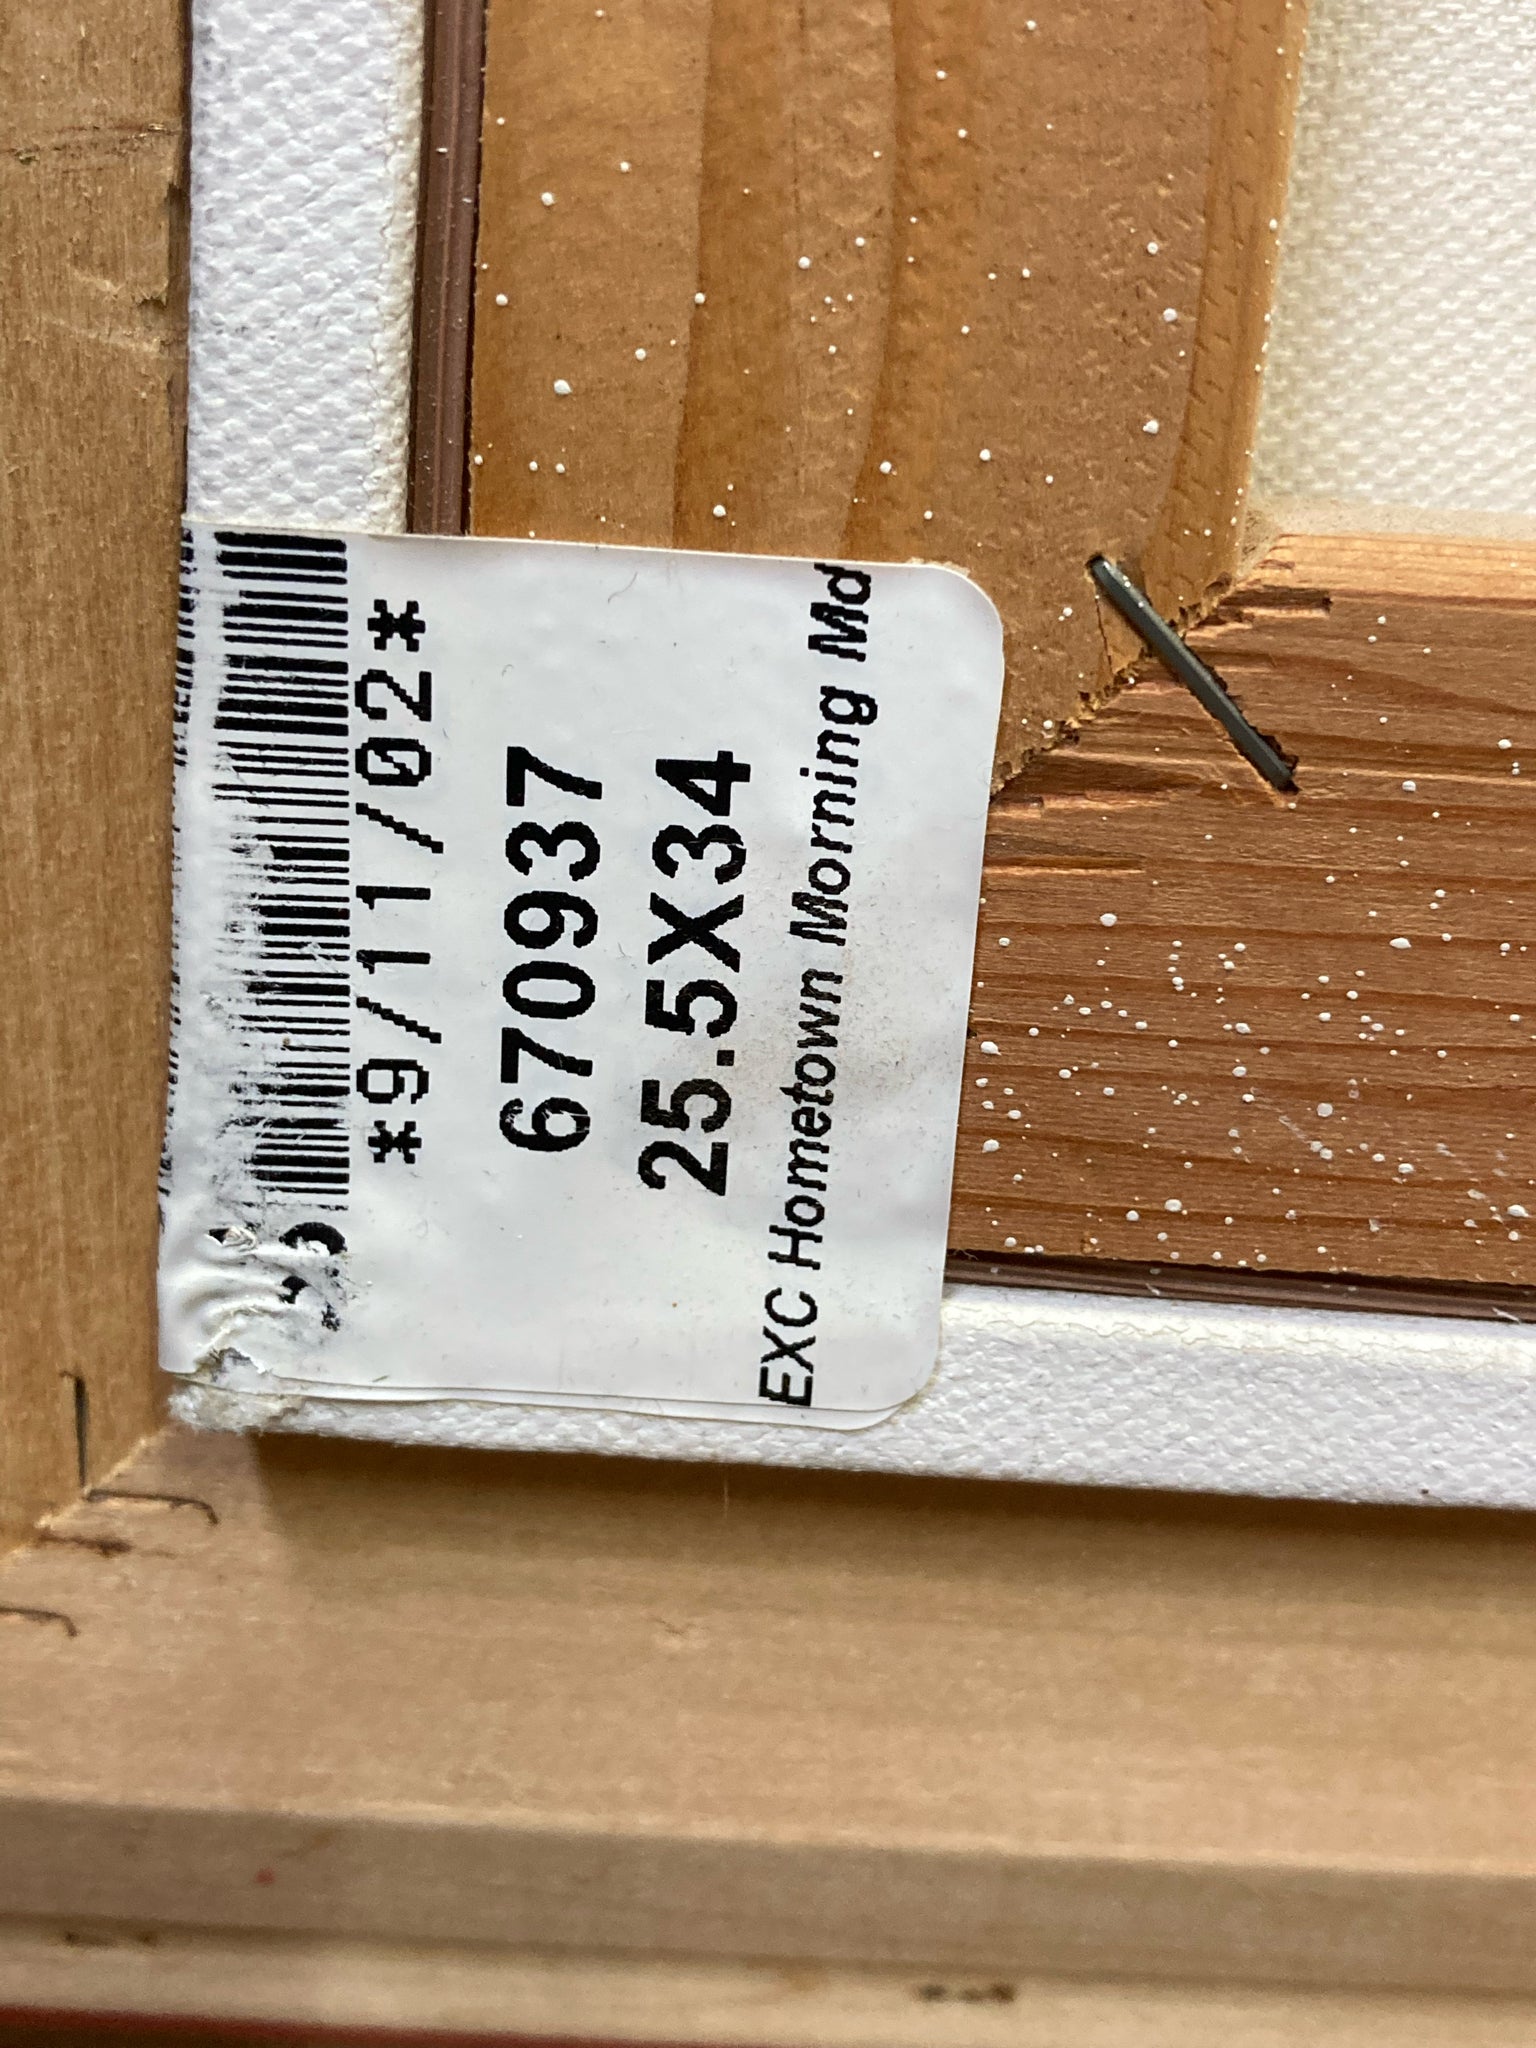 *9/11/02*
670937
25.5X34
EXC Hometown Morning Md